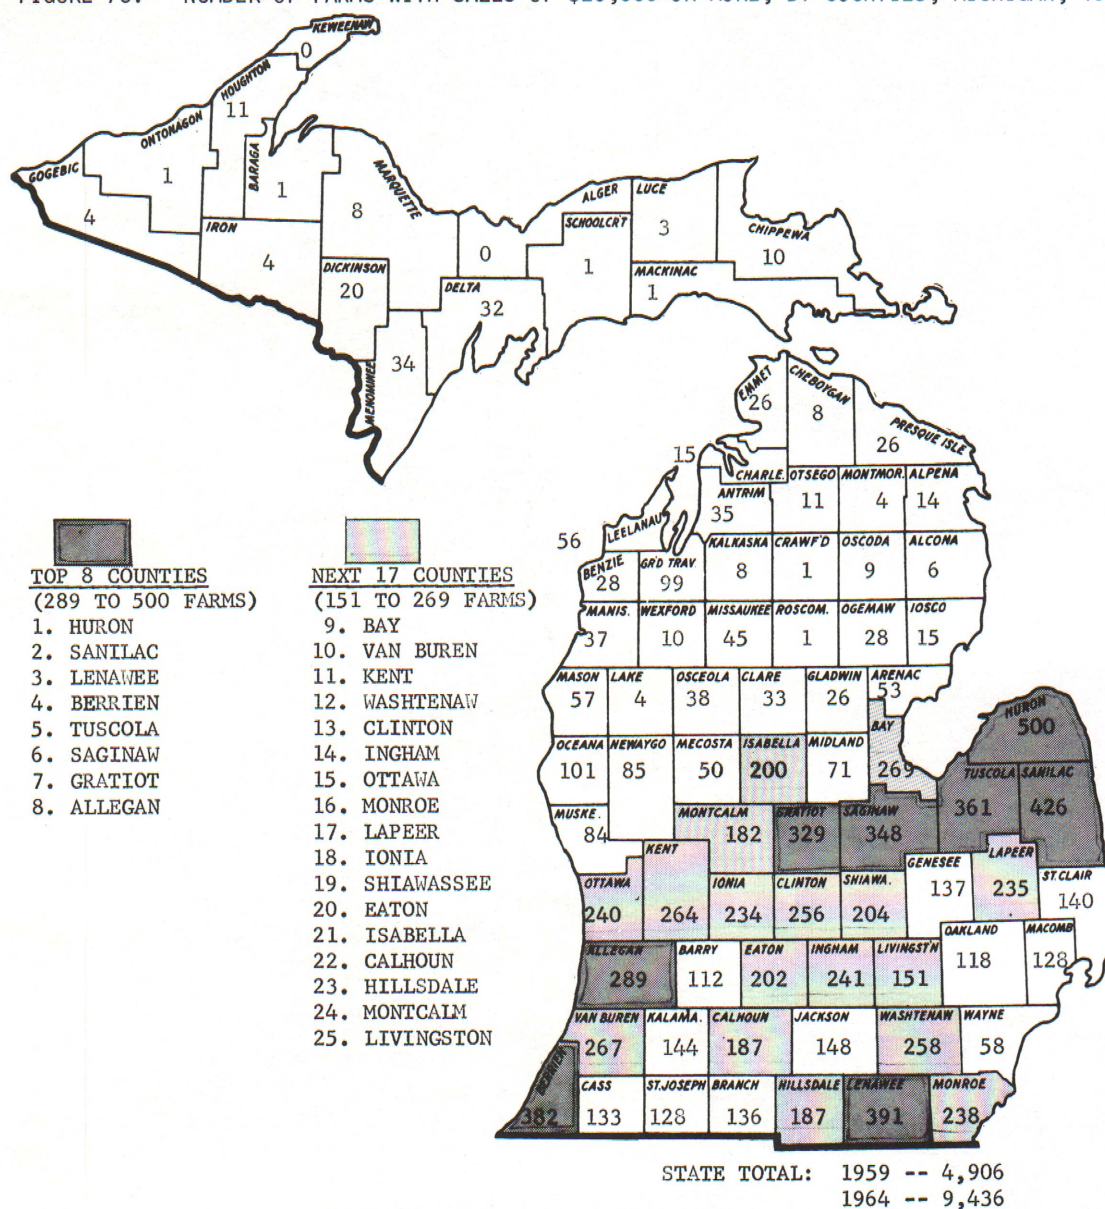 KEWEENAW
0
HOUGHTON
11
ONTONAGON
1
GOGEBIC
4
BARAGA
1
MARQUETTE
8
IRON
4
DICKINSON
20
MENOMINEE
34
DELTA
32
ALGER
0
SCHOOLCR'T
1
LUCE
3
MACKINAC
1
CHIPPEWA
10
EMMET
26
CHEBOYGAN
8
PRESQUE ISLE
26
15
CHARLE. OTSEGO MONTMOR. ALPENA
11 4 14
ANTRIM
35
LEELANAU
56
BENZIE GR'D TRAV. KALKASKA CRAWF'D OSCODA ALCONA
28 99 8 1 9 6
MANIS. WEXFORD MISSAUKEE ROSCOM. OGEMAW IOSCO
37 10 45 1 28 15
MASON LAKE OSCEOLA CLARE GLADWIN ARENAC
57 4 38 33 26 53
HURON
500
OCEANA NEWAYGO MECOSTA ISABELLA MIDLAND BAY
101 85 50 200 71 269
TUSCOLA SANILAC
361 426
MUSKE. MONTCALM GRATIOT SAGINAW
84 182 329 348
KENT GENESEE LAPEER ST.CLAIR
264 137 235 140
OTTAWA IONIA CLINTON SHIAWA.
240 234 256 204
ALLEGAN BARRY EATON INGHAM LIVINGST'N OAKLAND MACOMB
289 112 202 241 151 118 128
VAN BUREN KALAMA. CALHOUN JACKSON WASHTENAW WAYNE
267 144 187 148 258 58
BERRIEN CASS ST.JOSEPH BRANCH HILLSDALE LENAWEE MONROE
382 133 128 136 187 391 238
TOP 8 COUNTIES
(289 TO 500 FARMS)
1. HURON
2. SANILAC
3. LENAWEE
4. BERRIEN
5. TUSCOLA
6. SAGINAW
7. GRATIOT
8. ALLEGAN
NEXT 17 COUNTIES
(151 TO 269 FARMS)
9. BAY
10. VAN BUREN
11. KENT
12. WASHTENAW
13. CLINTON
14. INGHAM
15. OTTAWA
16. MONROE
17. LAPEER
18. IONIA
19. SHIAWASSEE
20. EATON
21. ISABELLA
22. CALHOUN
23. HILLSDALE
24. MONTCALM
25. LIVINGSTON
STATE TOTAL: 1959 -- 4,906
1964 -- 9,436